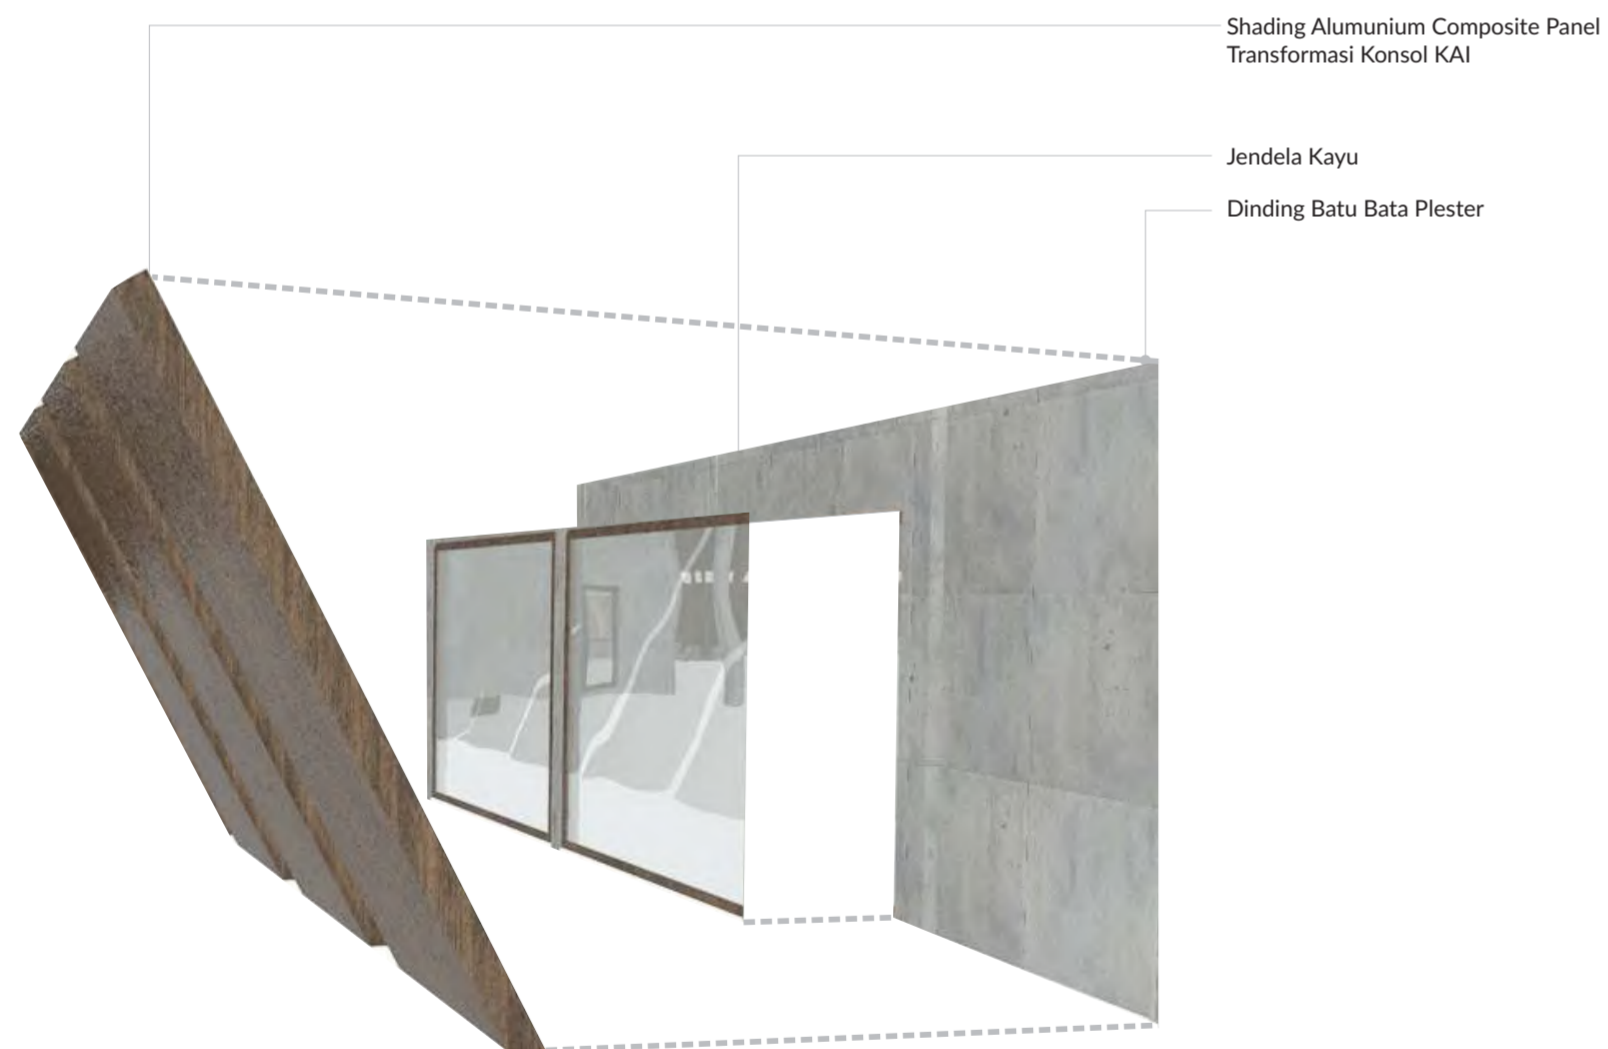 Shading Alumunium Composite Panel
Transformasi Konsol KAI
Jendela Kayu
Dinding Batu Bata Plester